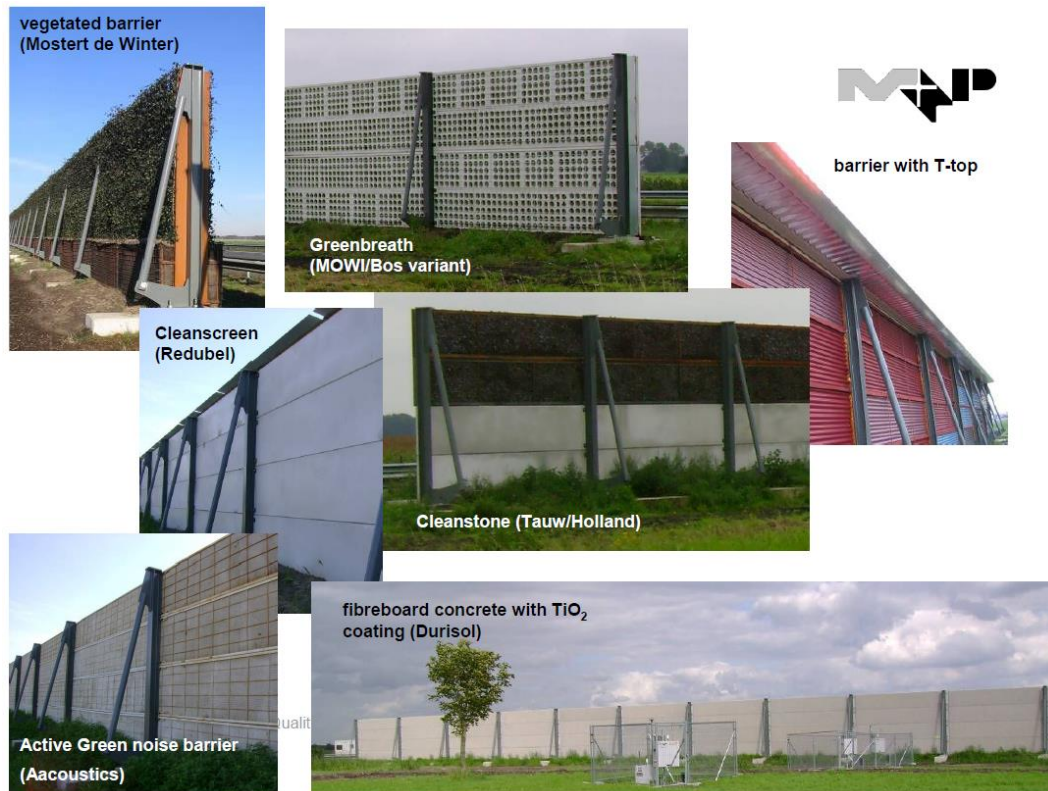 vegetated barrier
(Mostert de Winter)
Greenbreath
(MOWI/Bos variant)
M+P
barrier with T-top
Cleanscreen
(Redubel)
Cleanstone (Tauw/Holland)
Active Green noise barrier
(Aacoustics)
fibreboard concrete with TiO₂
coating (Durisol)